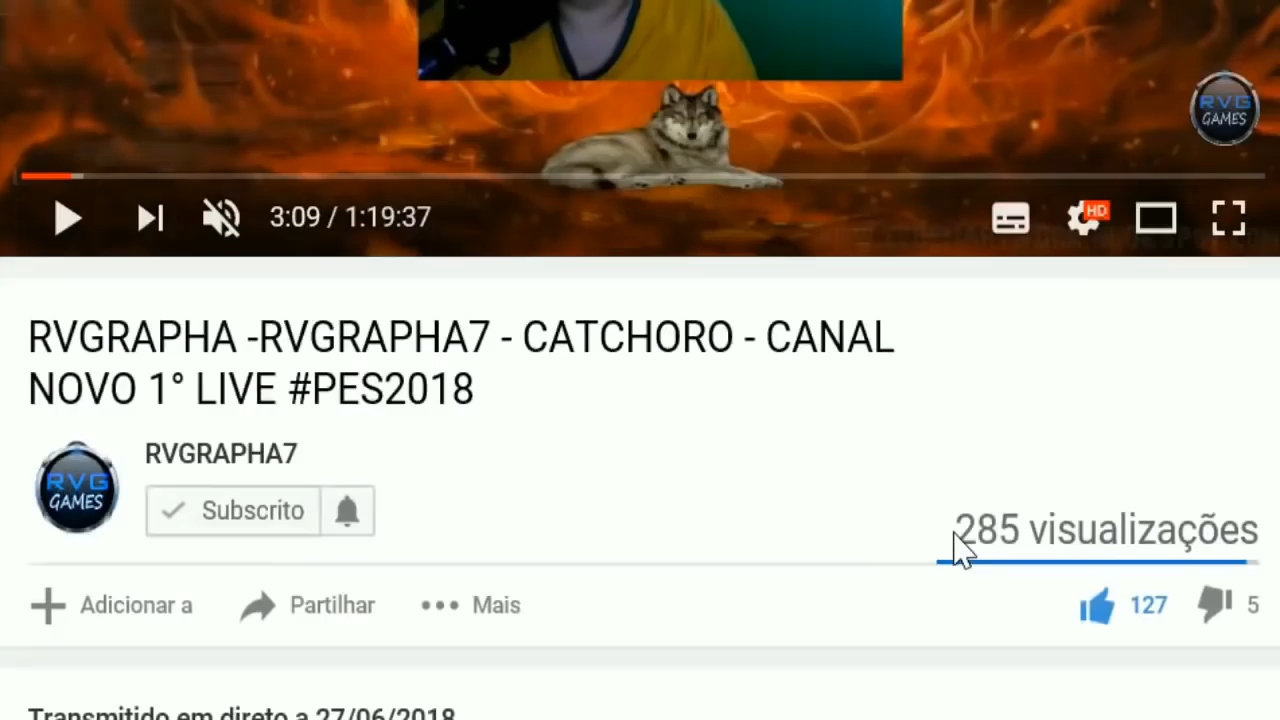 RVG
GAMES
3:09 / 1:19:37
HD
RVGRAPHA -RVGRAPHA7 - CATCHORO - CANAL
NOVO 1° LIVE #PES2018
RVG
GAMES
RVGRAPHA7
Subscrito
285 visualizações
Adicionar a
Partilhar
Mais
127
5
Transmitido em direto a 27/06/2018